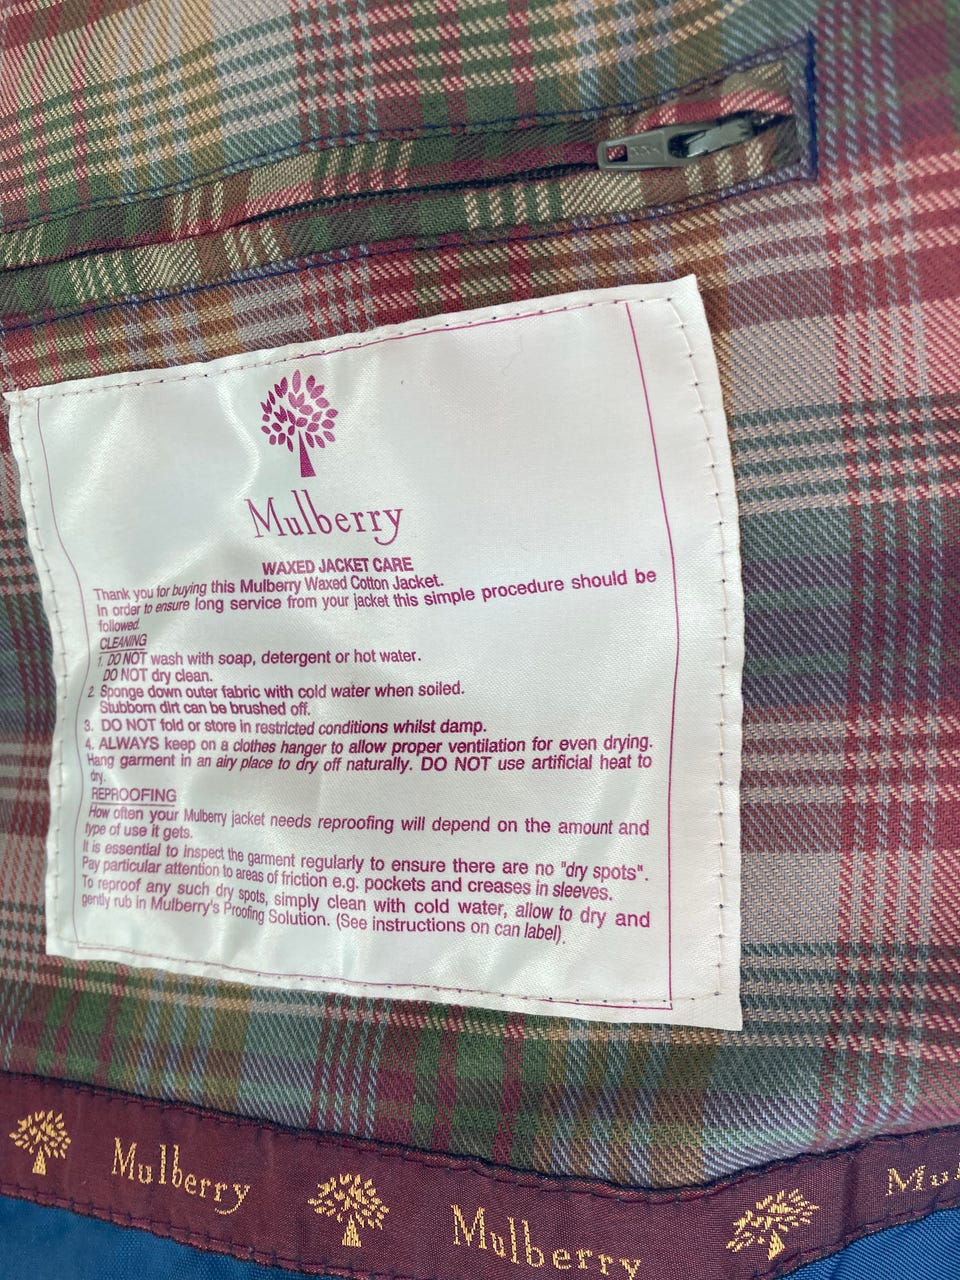 Mulberry
WAXED JACKET CARE
Thank you for buying this Mulberry Waxed Cotton Jacket.
In order to ensure long service from your jacket this simple procedure should be
followed.
CLEANING
1. DO NOT wash with soap, detergent or hot water.
DO NOT dry clean.
2. Sponge down outer fabric with cold water when soiled.
Stubborn dirt can be brushed off.
3. DO NOT fold or store in restricted conditions whilst damp.
4. ALWAYS keep on a clothes hanger to allow proper ventilation for even drying.
Hang garment in an airy place to dry off naturally. DO NOT use artificial heat to
dry.
REPROOFING
How often your Mulberry jacket needs reproofing will depend on the amount and
type of use it gets.
It is essential to inspect the garment regularly to ensure there are no "dry spots".
Pay particular attention to areas of friction e.g. pockets and creases in sleeves.
To reproof any such dry spots, simply clean with cold water, allow to dry and
gently rub in Mulberry's Proofing Solution. (See instructions on can label).
Mulberry Mulberry Mul